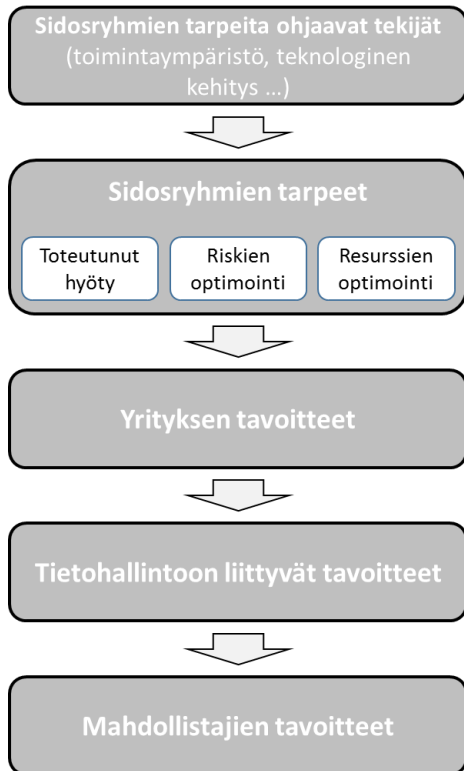 Sidosryhmien tarpeita ohjaavat tekijät
(toimintaympäristö, teknologinen
kehitys ...)
Sidosryhmien tarpeet
Toteutunut
hyöty
Riskien
optimointi
Resurssien
optimointi
Yrityksen tavoitteet
Tietohallintoon liittyvät tavoitteet
Mahdollistajien tavoitteet